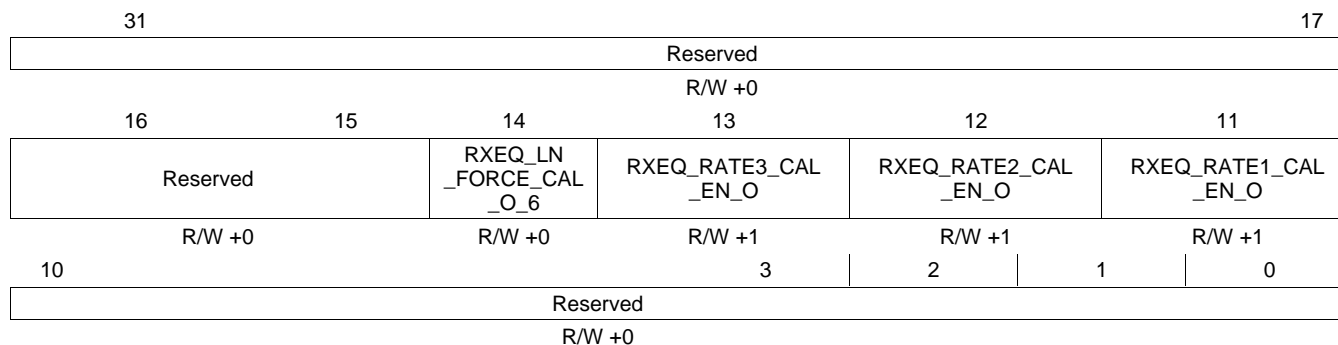 31 17
Reserved
R/W +0
16 15 14 13 12 11
Reserved RXEQ_LN RXEQ_RATE3_CAL RXEQ_RATE2_CAL RXEQ_RATE1_CAL
_FORCE_CAL _EN_O _EN_O _EN_O
_O_6
R/W +0 R/W +0 R/W +1 R/W +1 R/W +1
10 3 2 1 0
Reserved
R/W +0